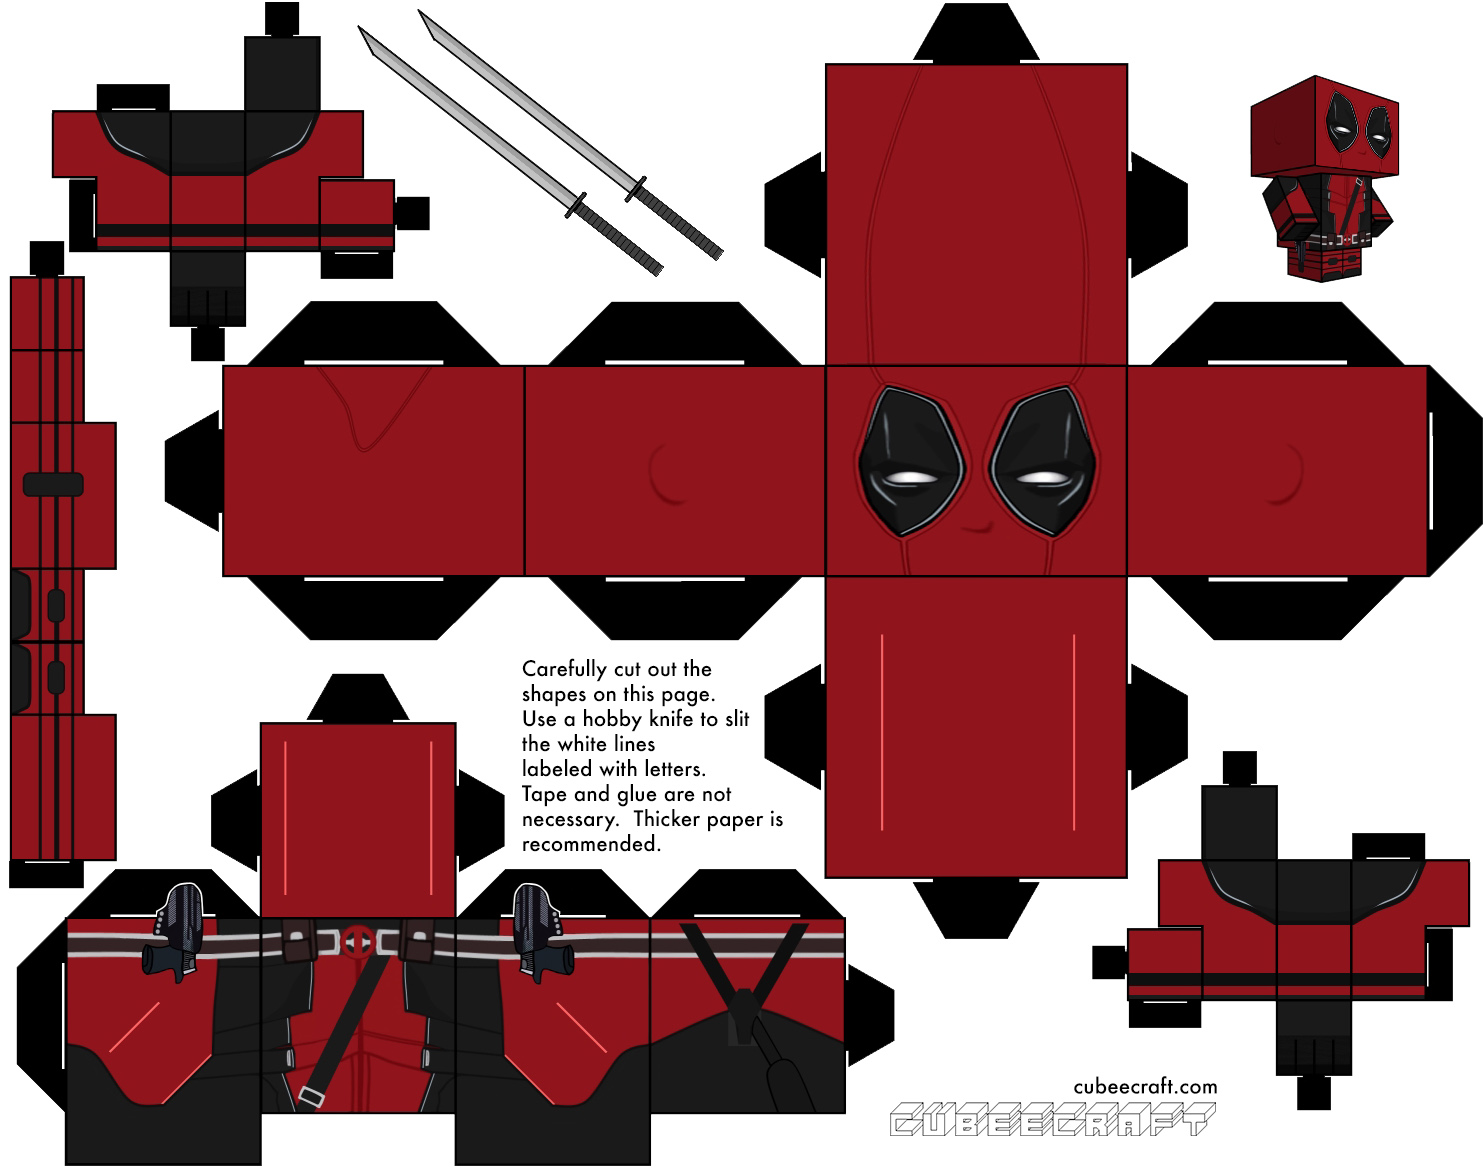 Carefully cut out the
shapes on this page.
Use a hobby knife to slit
the white lines
labeled with letters.
Tape and glue are not
necessary.  Thicker paper is
recommended.
cubeecraft.com
CUBEECRAFT